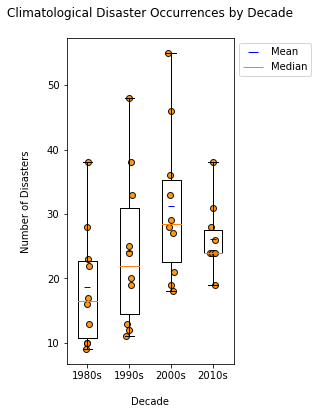 Climatological Disaster Occurrences by Decade
Mean
Median
Number of Disasters
50
40
30
20
10
1980s 1990s 2000s 2010s
Decade